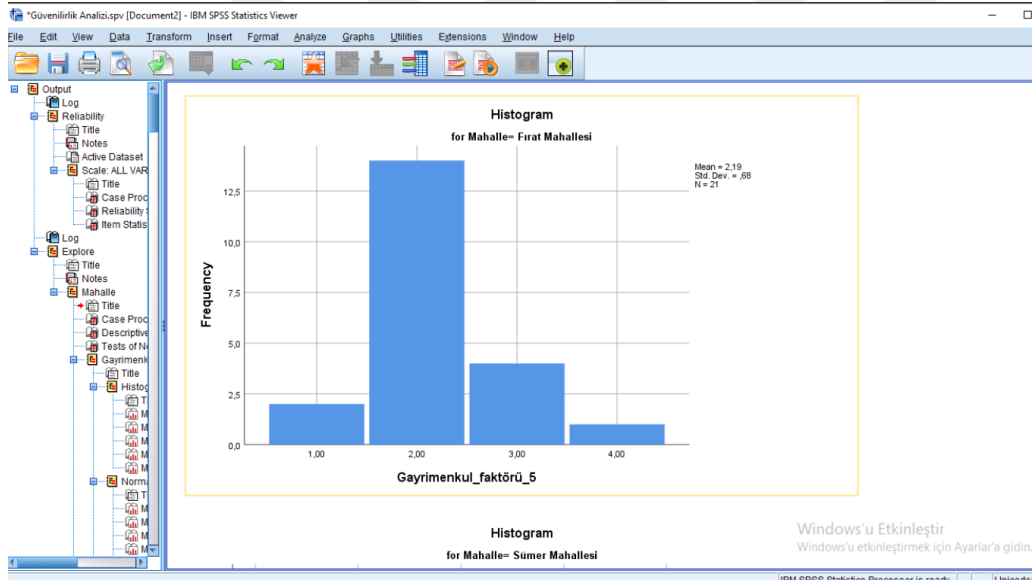 *Güvenilirlik Analizi.spv [Document2] - IBM SPSS Statistics Viewer
File Edit View Data Transform Insert Format Analyze Graphs Utilities Extensions Window Help
Output
Log
Reliability
Title
Notes
Active Dataset
Scale: ALL VAR
Title
Case Proc
Reliability
Item Statis
Log
Explore
Title
Notes
Mahalle
Title
Case Proc
Descriptive
Tests of N
Gayrimenk
Title
Histog
T
M
M
M
M
M
Norma
T
M
M
M
M
Histogram
for Mahalle= Fırat Mahallesi
Mean = 2,19
Std. Dev. = ,68
N = 21
Frequency
12,5
10,0
7,5
5,0
2,5
0,0
1,00 2,00 3,00 4,00
Gayrimenkul_faktörü_5
Histogram
for Mahalle= Sümer Mahallesi
Windows'u Etkinleştir
Windows'u etkinleştirmek için Ayarlar'a gidin.
IBM SPSS Statistics Processor is ready
Unicode